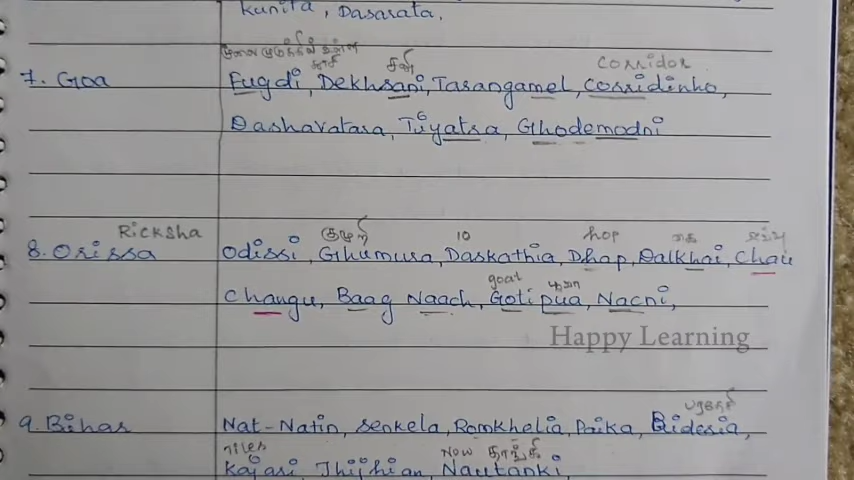 Kunita, Dasarata.
7. Goa
corridor
Fugdi, Dekhsani, Tasangamel, Corridinho,
Dashavatara, Tiyatra, Ghodemodni
Ricksha
10
hop
கை
8. Orissa
Odissi, Ghumura, Daskathia, Dhap, Dalkhai, Chau
goat
Changu, Baag Naach, Gotipua, Nacni,
Happy Learning
9. Bihar
Nat-Natin, Senkela, Ramkhelia, Paika, Bidesia,
Now தாங்கி
Kajari Jhijhian, Nautanki,